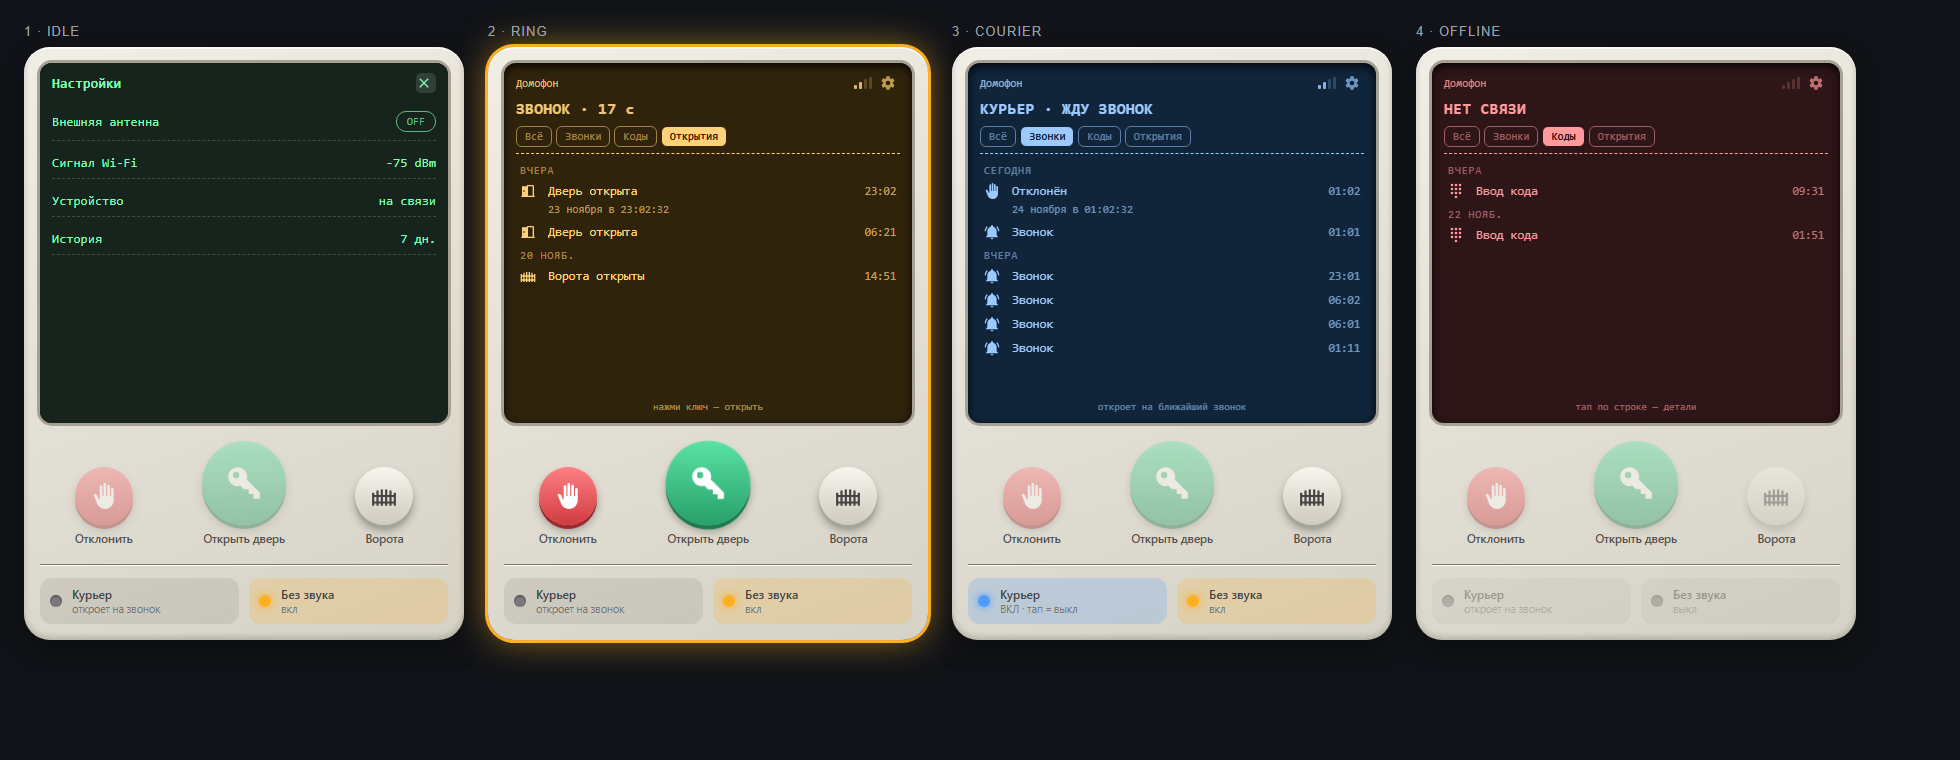 1 · IDLE
Настройки
Внешняя антенна OFF
Сигнал Wi-Fi -75 dBm
Устройство на связи
История 7 дн.
Отклонить Открыть дверь Ворота
Курьер Без звука
откроет на звонок вкл
2 · RING
Домофон
ЗВОНОК · 17 с
Всё Звонки Коды Открытия
ВЧЕРА
Дверь открыта 23:02
23 ноября в 23:02:32
Дверь открыта 06:21
20 НОЯБ.
Ворота открыты 14:51
нажми ключ — открыть
Отклонить Открыть дверь Ворота
Курьер Без звука
откроет на звонок вкл
3 · COURIER
Домофон
КУРЬЕР · ЖДУ ЗВОНОК
Всё Звонки Коды Открытия
СЕГОДНЯ
Отклонён 01:02
24 ноября в 01:02:32
Звонок 01:01
ВЧЕРА
Звонок 23:01
Звонок 06:02
Звонок 06:01
Звонок 01:11
откроет на ближайший звонок
Отклонить Открыть дверь Ворота
Курьер Без звука
ВКЛ · тап = выкл вкл
4 · OFFLINE
Домофон
НЕТ СВЯЗИ
Всё Звонки Коды Открытия
ВЧЕРА
Ввод кода 09:31
22 НОЯБ.
Ввод кода 01:51
тап по строке — детали
Отклонить Открыть дверь Ворота
Курьер Без звука
откроет на звонок выкл